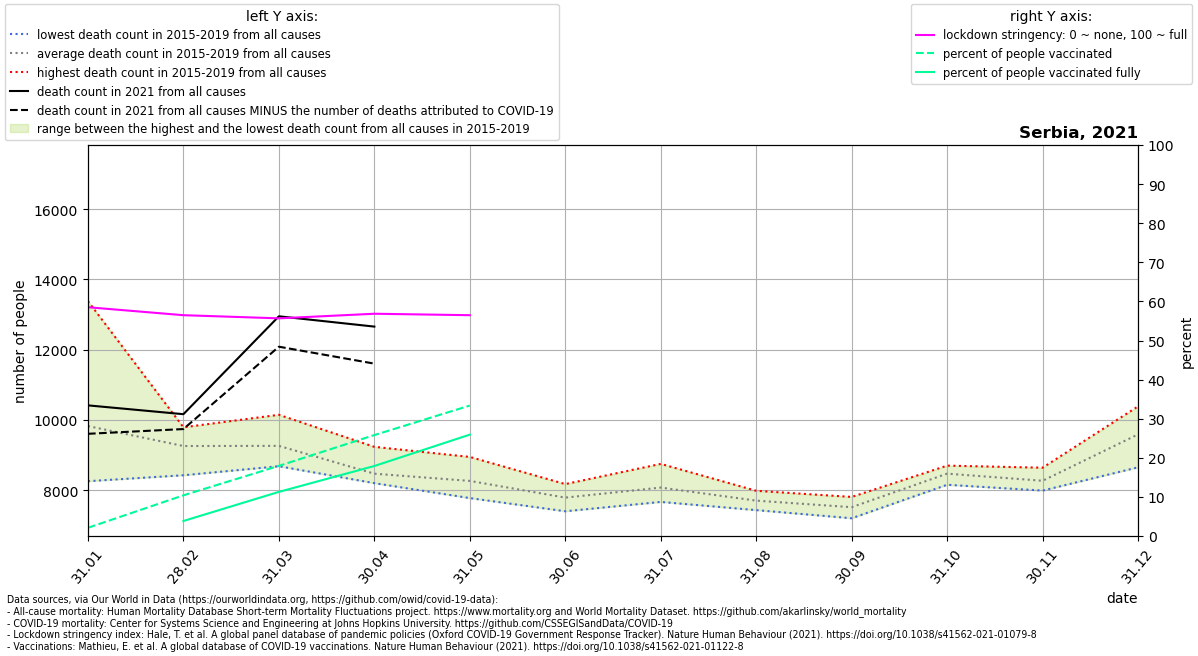 left Y axis:
lowest death count in 2015-2019 from all causes
average death count in 2015-2019 from all causes
highest death count in 2015-2019 from all causes
death count in 2021 from all causes
death count in 2021 from all causes MINUS the number of deaths attributed to COVID-19
range between the highest and the lowest death count from all causes in 2015-2019
right Y axis:
lockdown stringency: 0 ~ none, 100 ~ full
percent of people vaccinated
percent of people vaccinated fully
Serbia, 2021
number of people
16000
14000
12000
10000
8000
100
90
80
70
60
50
40
30
20
10
0
percent
31.01
28.02
31.03
30.04
31.05
30.06
31.07
31.08
30.09
31.10
30.11
31.12
date
Data sources, via Our World in Data (https://ourworldindata.org, https://github.com/owid/covid-19-data):
- All-cause mortality: Human Mortality Database Short-term Mortality Fluctuations project. https://www.mortality.org and World Mortality Dataset. https://github.com/akarlinsky/world_mortality
- COVID-19 mortality: Center for Systems Science and Engineering at Johns Hopkins University. https://github.com/CSSEGISandData/COVID-19
- Lockdown stringency index: Hale, T. et al. A global panel database of pandemic policies (Oxford COVID-19 Government Response Tracker). Nature Human Behaviour (2021). https://doi.org/10.1038/s41562-021-01079-8
- Vaccinations: Mathieu, E. et al. A global database of COVID-19 vaccinations. Nature Human Behaviour (2021). https://doi.org/10.1038/s41562-021-01122-8